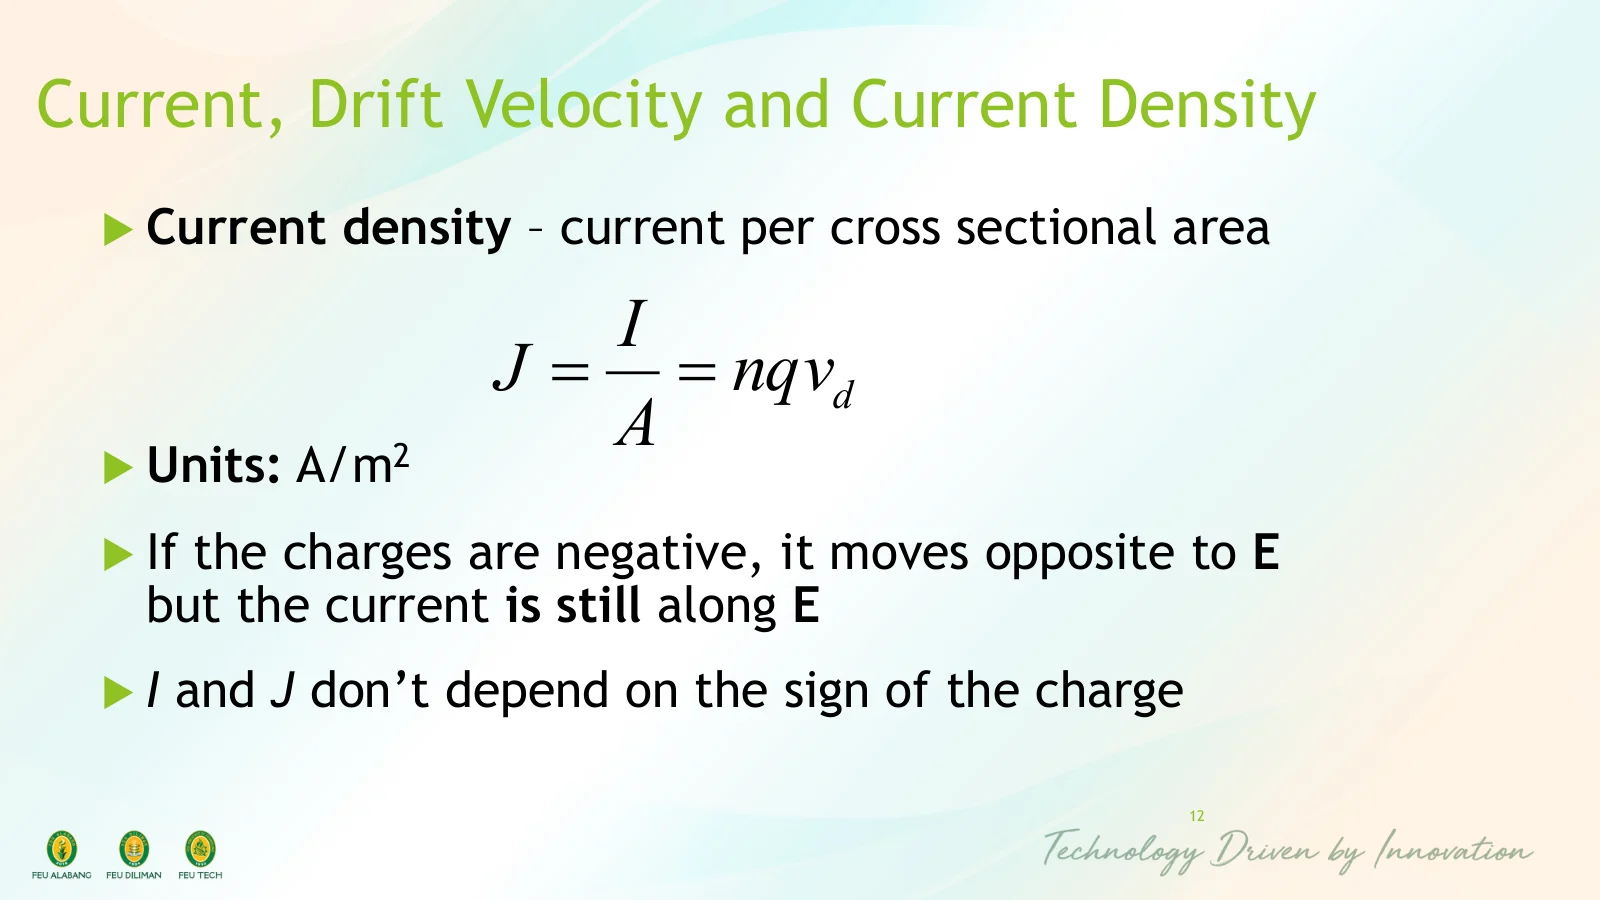 Current, Drift Velocity and Current Density
Current density – current per cross sectional area
J = I/A = nqv_d
Units: A/m²
If the charges are negative, it moves opposite to E
but the current is still along E
I and J don't depend on the sign of the charge
12
Technology Driven by Innovation
FEU ALABANG FEU DILIMAN FEU TECH